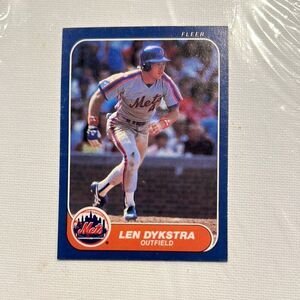 FLEER
Mets
Mets
LEN DYKSTRA
OUTFIELD